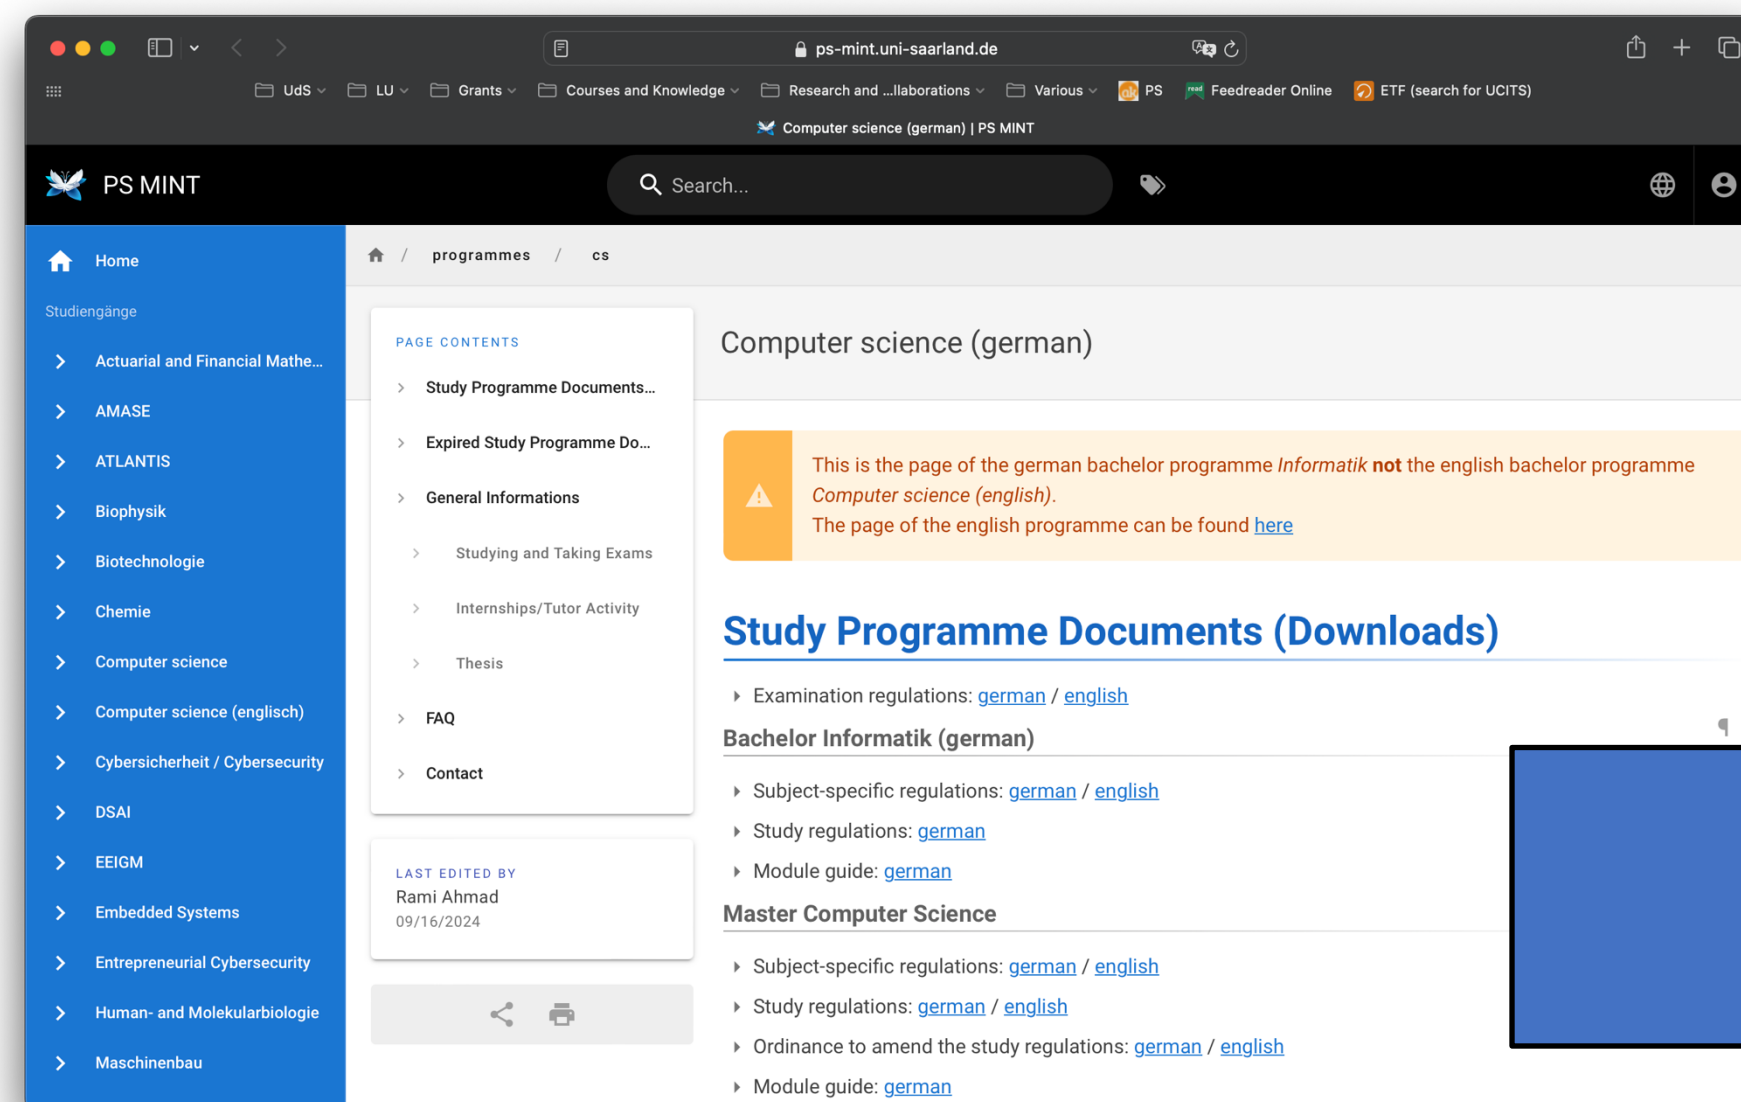 ps-mint.uni-saarland.de
UdS
LU
Grants
Courses and Knowledge
Research and ...llaborations
Various
ak PS
read Feedreader Online
ETF (search for UCITS)
Computer science (german) | PS MINT
PS MINT
Search...
Home
Studiengänge
Actuarial and Financial Mathe...
AMASE
ATLANTIS
Biophysik
Biotechnologie
Chemie
Computer science
Computer science (englisch)
Cybersicherheit / Cybersecurity
DSAI
EEIGM
Embedded Systems
Entrepreneurial Cybersecurity
Human- and Molekularbiologie
Maschinenbau
/ programmes / cs
PAGE CONTENTS
Study Programme Documents...
Expired Study Programme Do...
General Informations
Studying and Taking Exams
Internships/Tutor Activity
Thesis
FAQ
Contact
LAST EDITED BY
Rami Ahmad
09/16/2024
Computer science (german)
This is the page of the german bachelor programme Informatik not the english bachelor programme
Computer science (english).
The page of the english programme can be found here
Study Programme Documents (Downloads)
Examination regulations: german / english
¶
Bachelor Informatik (german)
Subject-specific regulations: german / english
Study regulations: german
Module guide: german
Master Computer Science
Subject-specific regulations: german / english
Study regulations: german / english
Ordinance to amend the study regulations: german / english
Module guide: german